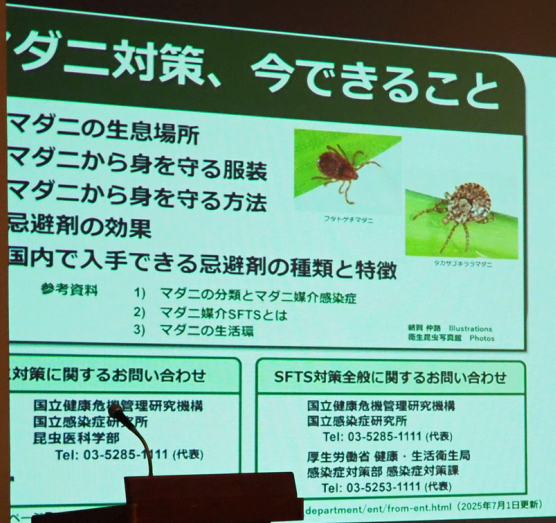 マダニ対策、今できること
マダニの生息場所
マダニから身を守る服装
マダニから身を守る方法
忌避剤の効果
国内で入手できる忌避剤の種類と特徴
フタトゲチマダニ
タカサゴキララマダニ
参考資料
1) マダニの分類とマダニ媒介感染症
2) マダニ媒介SFTSとは
3) マダニの生活環
Illustrations
衛生昆虫写真館 Photos
対策に関するお問い合わせ
国立健康危機管理研究機構
国立感染症研究所
昆虫医科学部
Tel: 03-5285-1111 (代表)
SFTS対策全般に関するお問い合わせ
国立健康危機管理研究機構
国立感染症研究所
Tel: 03-5285-1111 (代表)
厚生労働省 健康・生活衛生局
感染症対策部 感染症対策課
Tel: 03-5253-1111 (代表)
department/ent/from-ent.html (2025年7月1日更新)